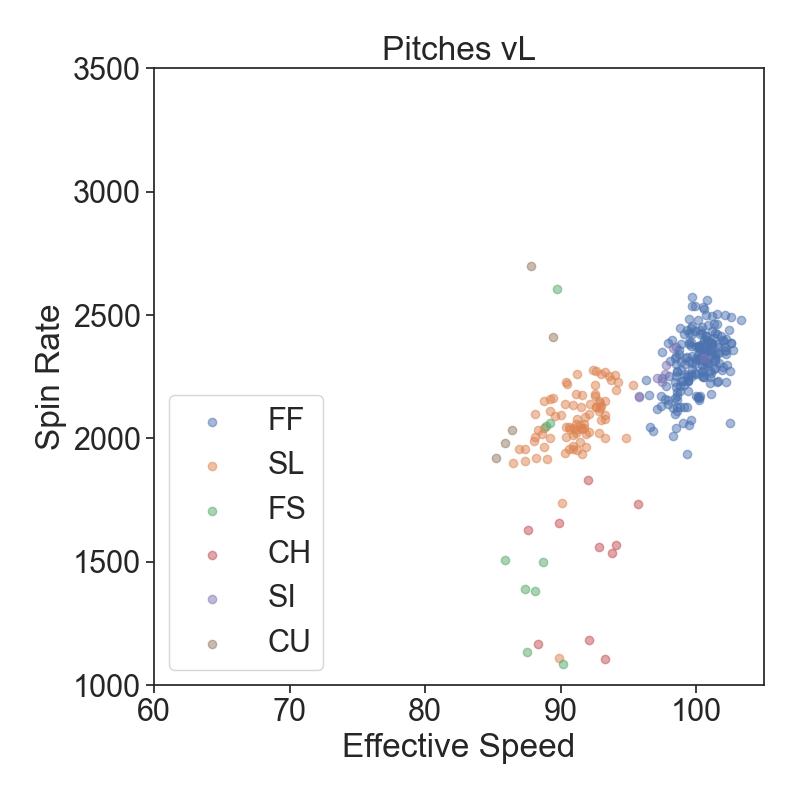 Pitches vL
3500
3000
2500
2000
1500
1000
Spin Rate
FF
SL
FS
CH
SI
CU
60 70 80 90 100
Effective Speed